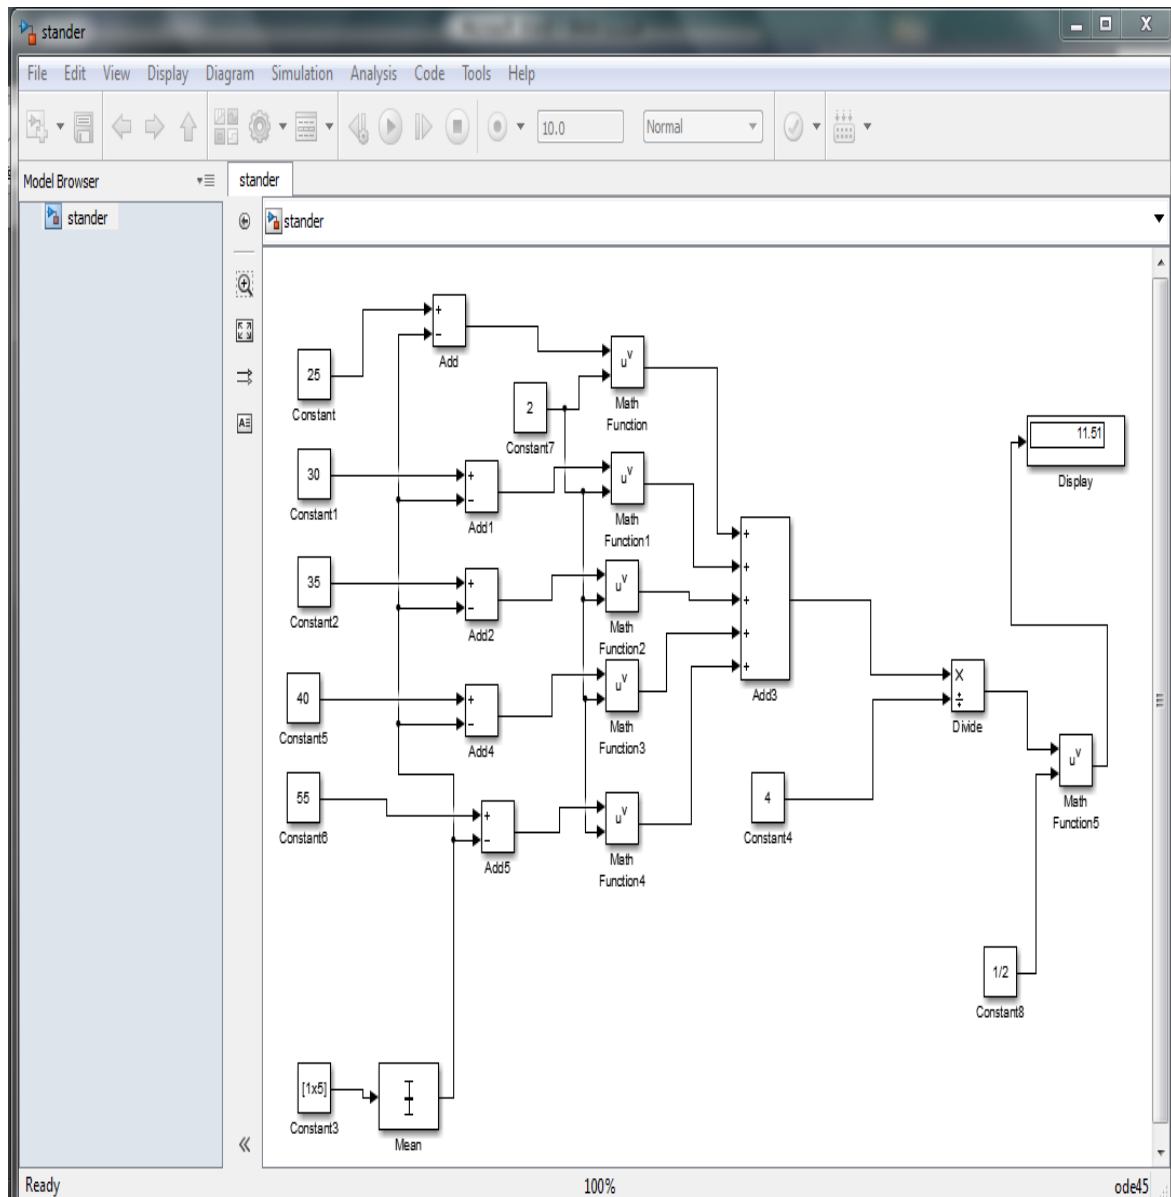 stander
File Edit View Display Diagram Simulation Analysis Code Tools Help
10.0 Normal
Model Browser
stander
stander
stander
+
−
Add
25
Constant
2
Constant7
u^v
Math
Function
30
Constant1
+
−
Add1
u^v
Math
Function1
11.51
Display
35
Constant2
+
−
Add2
u^v
Math
Function2
+
+
+
+
+
Add3
40
Constant5
+
−
Add4
u^v
Math
Function3
×
÷
Divide
55
Constant6
+
−
Add5
u^v
Math
Function4
4
Constant4
u^v
Math
Function5
1/2
Constant8
[1x5]
Constant3
Mean
Ready 100% ode45